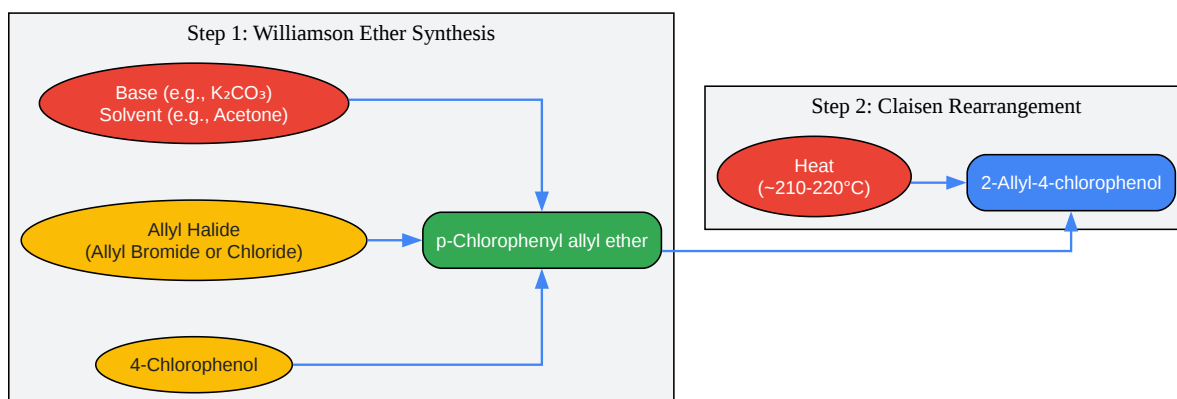 Step 1: Williamson Ether Synthesis
Base (e.g., K₂CO₃)
Solvent (e.g., Acetone)
Allyl Halide
(Allyl Bromide or Chloride)
4-Chlorophenol
p-Chlorophenyl allyl ether
Step 2: Claisen Rearrangement
Heat
(~210-220°C)
2-Allyl-4-chlorophenol